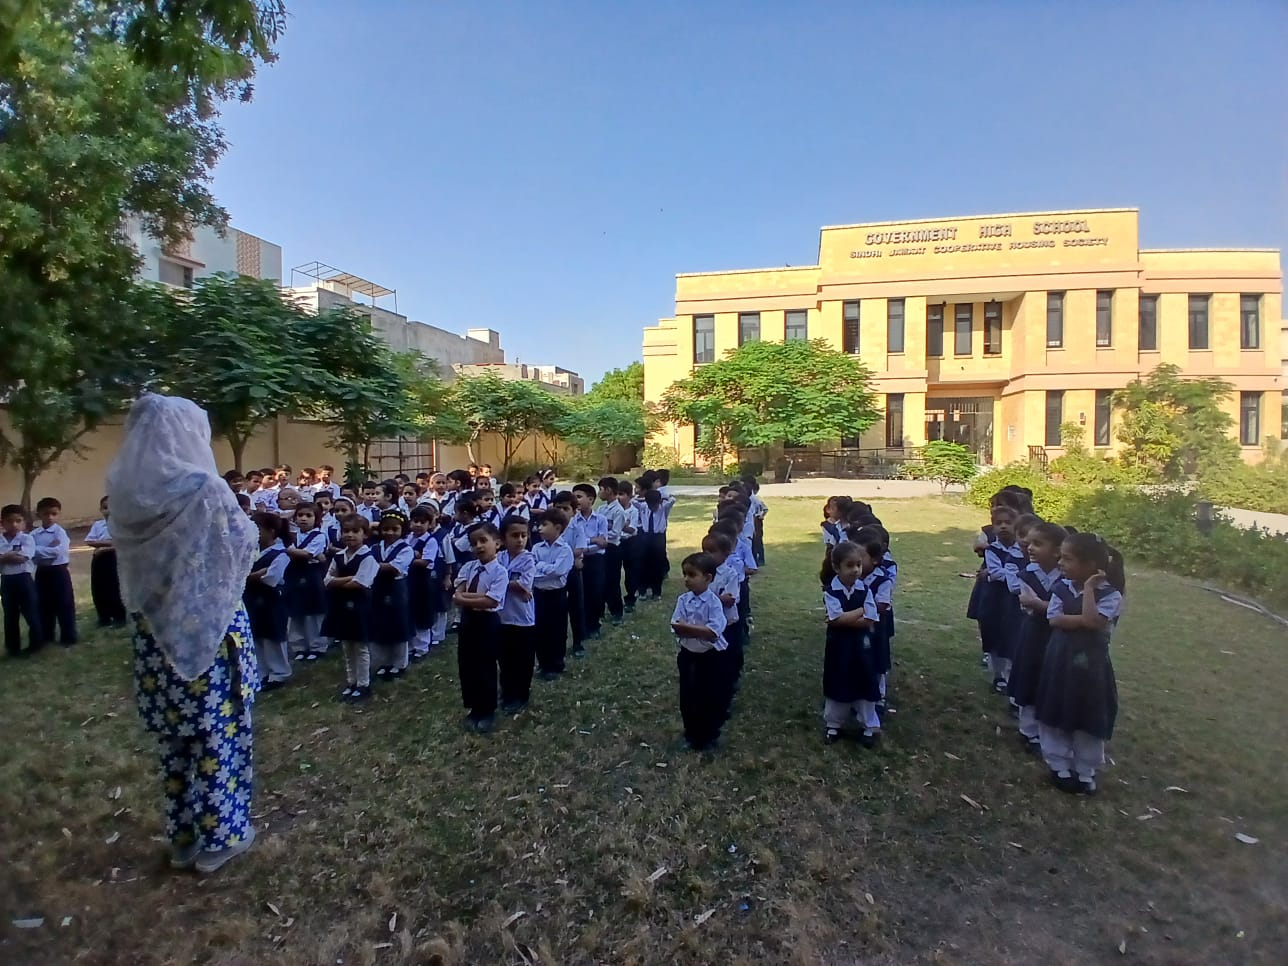 GOVERNMENT HIGH SCHOOL
SINDHI JAMAAT COOPERATIVE HOUSING SOCIETY